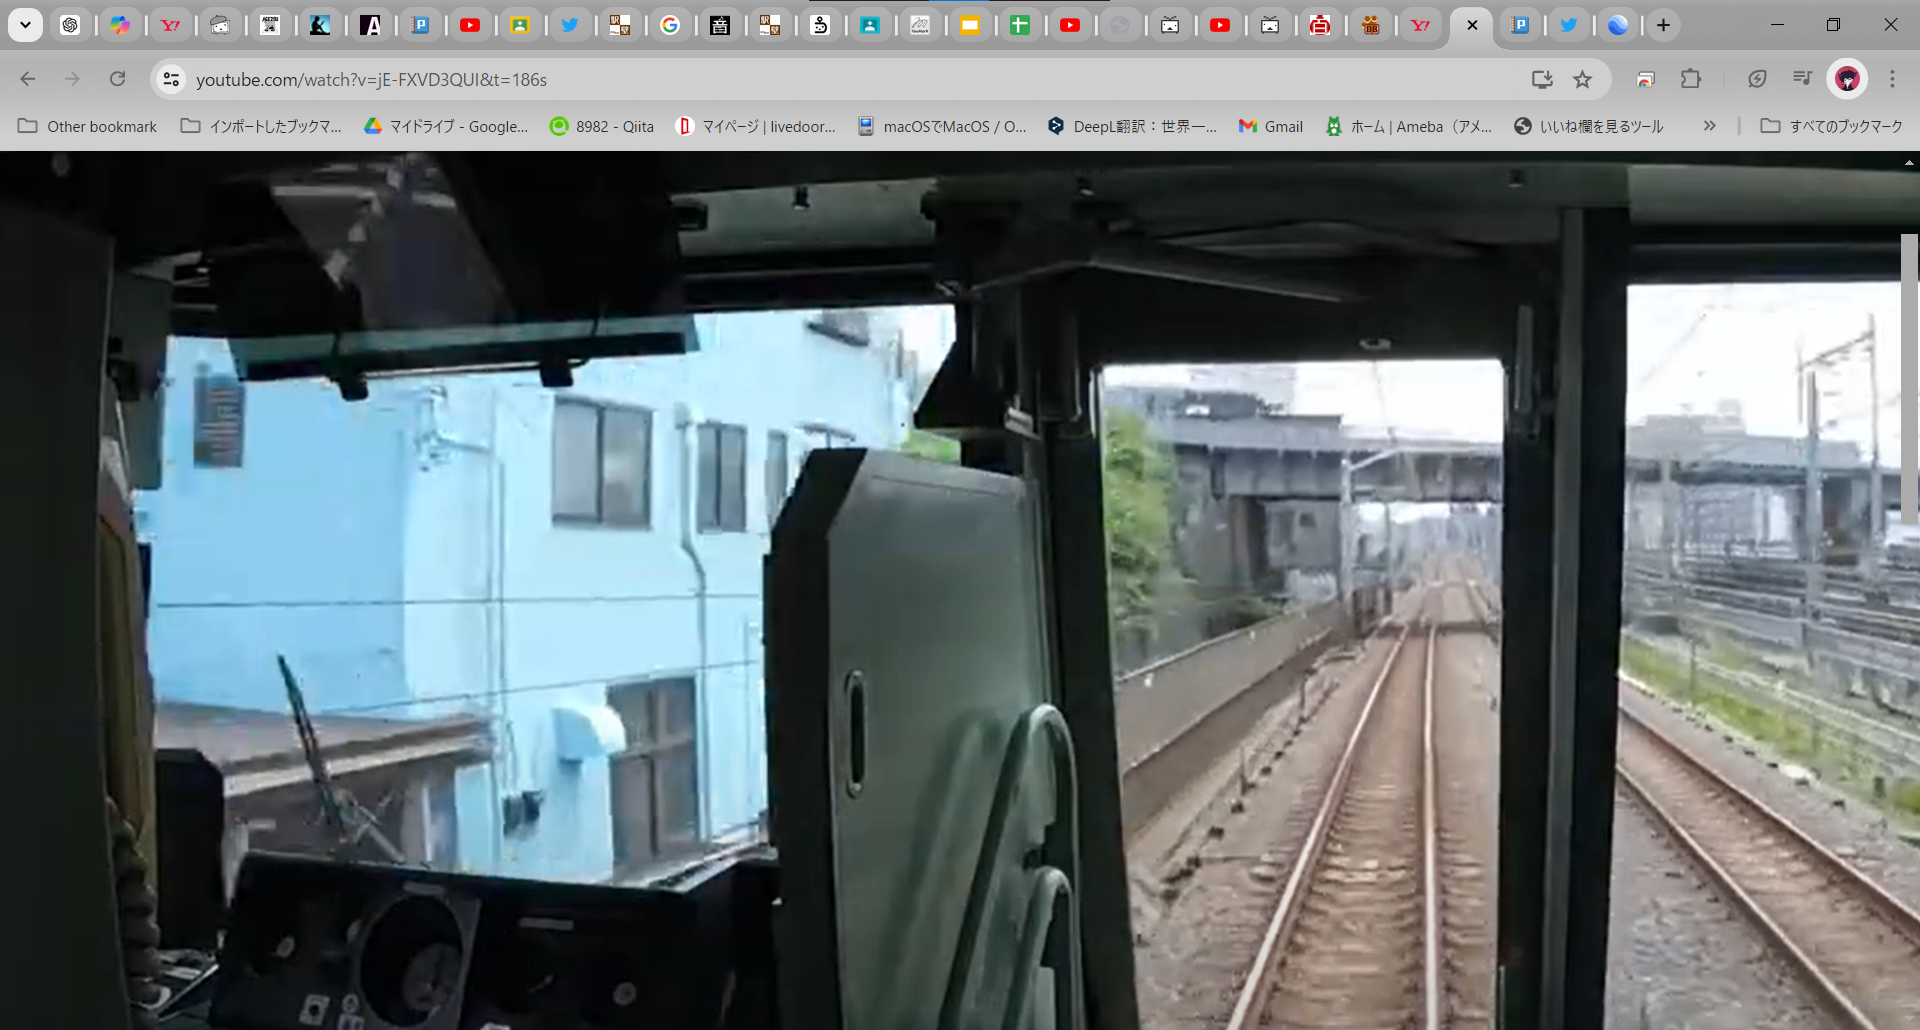 youtube.com/watch?v=jE-FXVD3QUI&t=186s
Other bookmark
インポートしたブックマ...
マイドライブ - Google...
8982 - Qiita
マイページ | livedoor...
macOSでMacOS / O...
DeepL翻訳：世界一...
Gmail
ホーム | Ameba（アメ...
いいね欄を見るツール
すべてのブックマーク